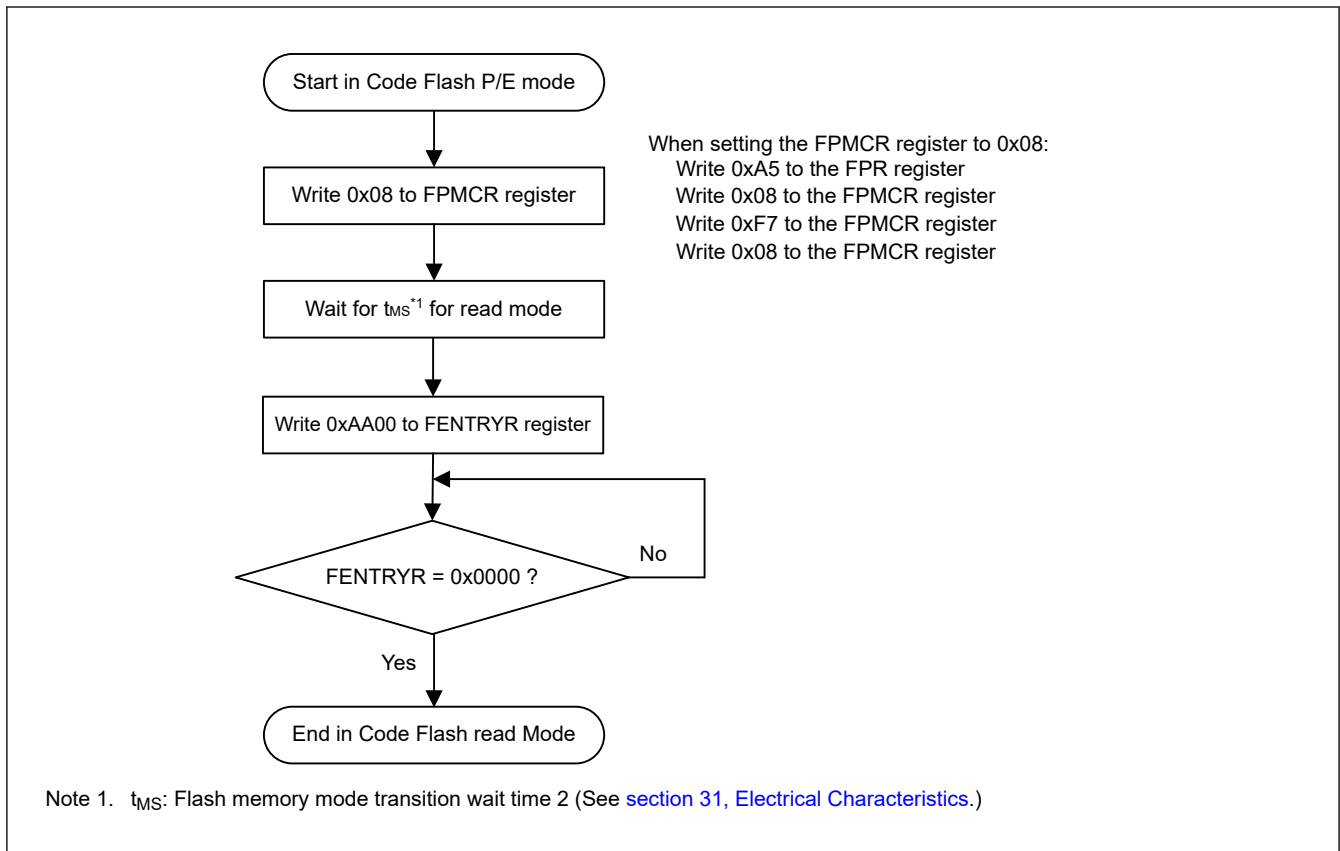 Start in Code Flash P/E mode
When setting the FPMCR register to 0x08:
Write 0xA5 to the FPR register
Write 0x08 to the FPMCR register
Write 0xF7 to the FPMCR register
Write 0x08 to the FPMCR register
Write 0x08 to FPMCR register
Wait for tMS*1 for read mode
Write 0xAA00 to FENTRYR register
FENTRYR = 0x0000 ?
No
Yes
End in Code Flash read Mode
Note 1. tMS: Flash memory mode transition wait time 2 (See section 31, Electrical Characteristics.)